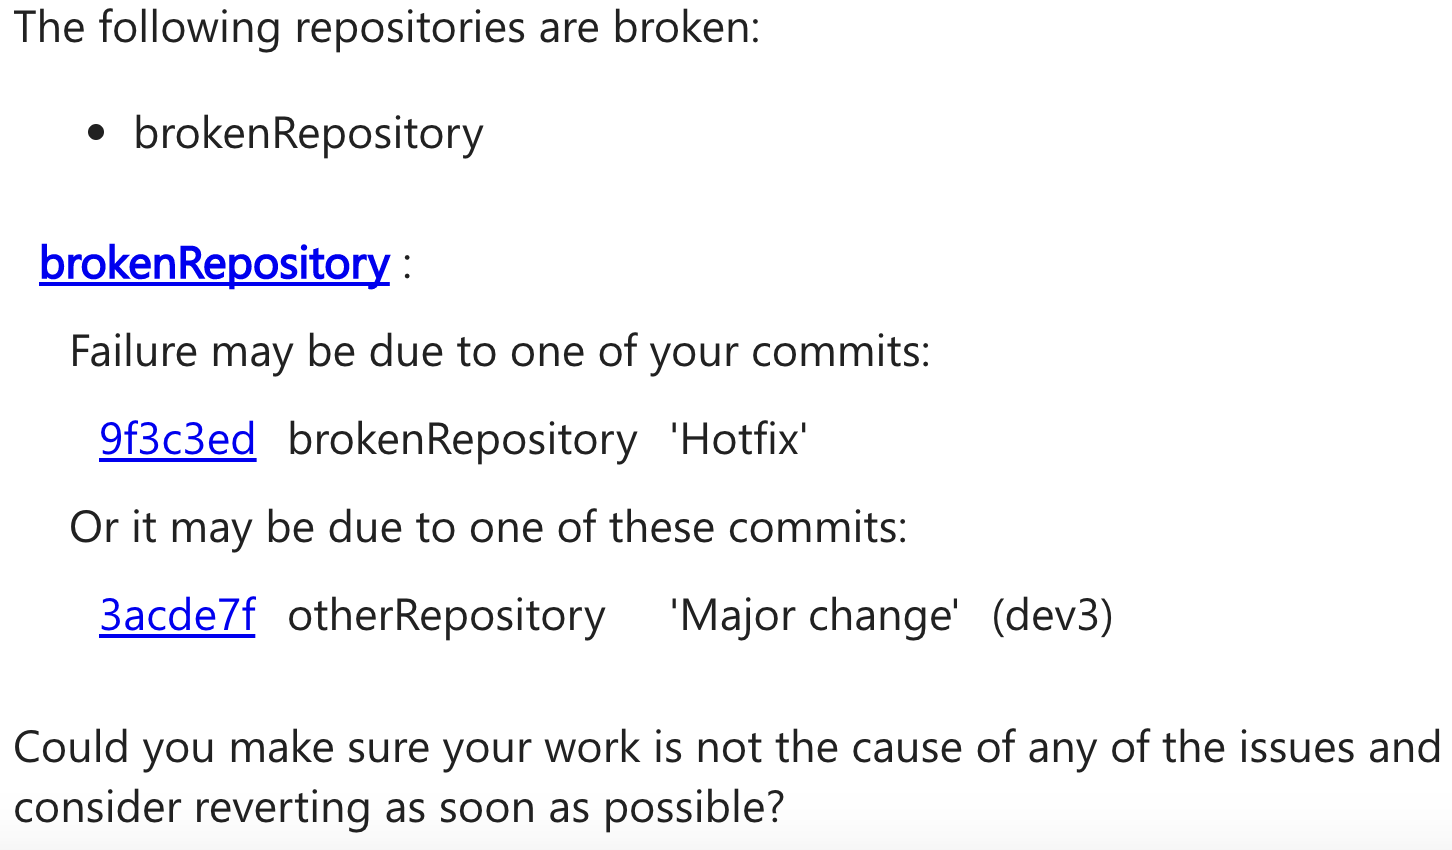 The following repositories are broken:
• brokenRepository
brokenRepository :
Failure may be due to one of your commits:
9f3c3ed brokenRepository 'Hotfix'
Or it may be due to one of these commits:
3acde7f otherRepository 'Major change' (dev3)
Could you make sure your work is not the cause of any of the issues and
consider reverting as soon as possible?